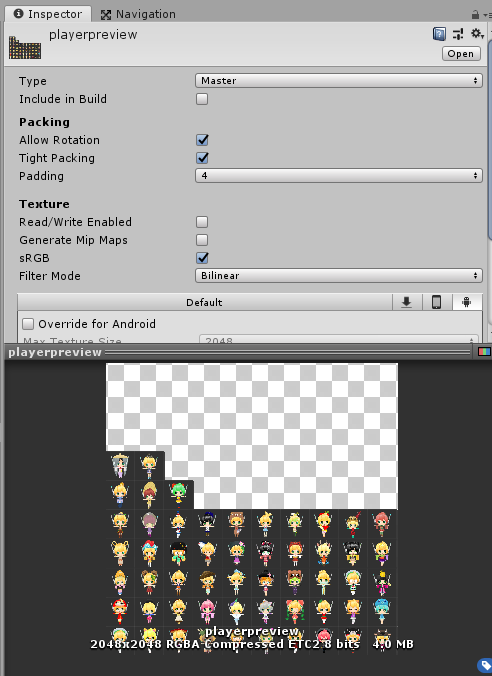 Inspector Navigation
playerpreview
Open
Type Master
Include in Build
Packing
Allow Rotation
Tight Packing
Padding 4
Texture
Read/Write Enabled
Generate Mip Maps
sRGB
Filter Mode Bilinear
Default
Override for Android
Max Texture Size 2048
playerpreview
playerpreview
2048x2048 RGBA Compressed ETC2 8 bits 4.0 MB